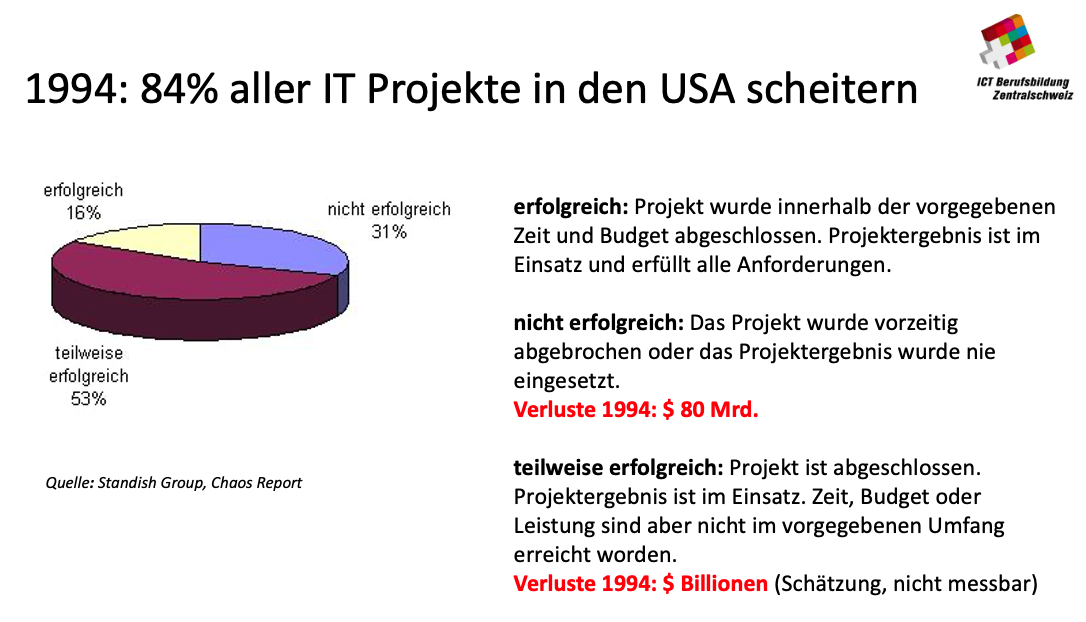 ICT Berufsbildung
Zentralschweiz
1994: 84% aller IT Projekte in den USA scheitern
erfolgreich
16%
nicht erfolgreich
31%
teilweise
erfolgreich
53%
Quelle: Standish Group, Chaos Report
erfolgreich: Projekt wurde innerhalb der vorgegebenen
Zeit und Budget abgeschlossen. Projektergebnis ist im
Einsatz und erfüllt alle Anforderungen.
nicht erfolgreich: Das Projekt wurde vorzeitig
abgebrochen oder das Projektergebnis wurde nie
eingesetzt.
Verluste 1994: $ 80 Mrd.
teilweise erfolgreich: Projekt ist abgeschlossen.
Projektergebnis ist im Einsatz. Zeit, Budget oder
Leistung sind aber nicht im vorgegebenen Umfang
erreicht worden.
Verluste 1994: $ Billionen (Schätzung, nicht messbar)